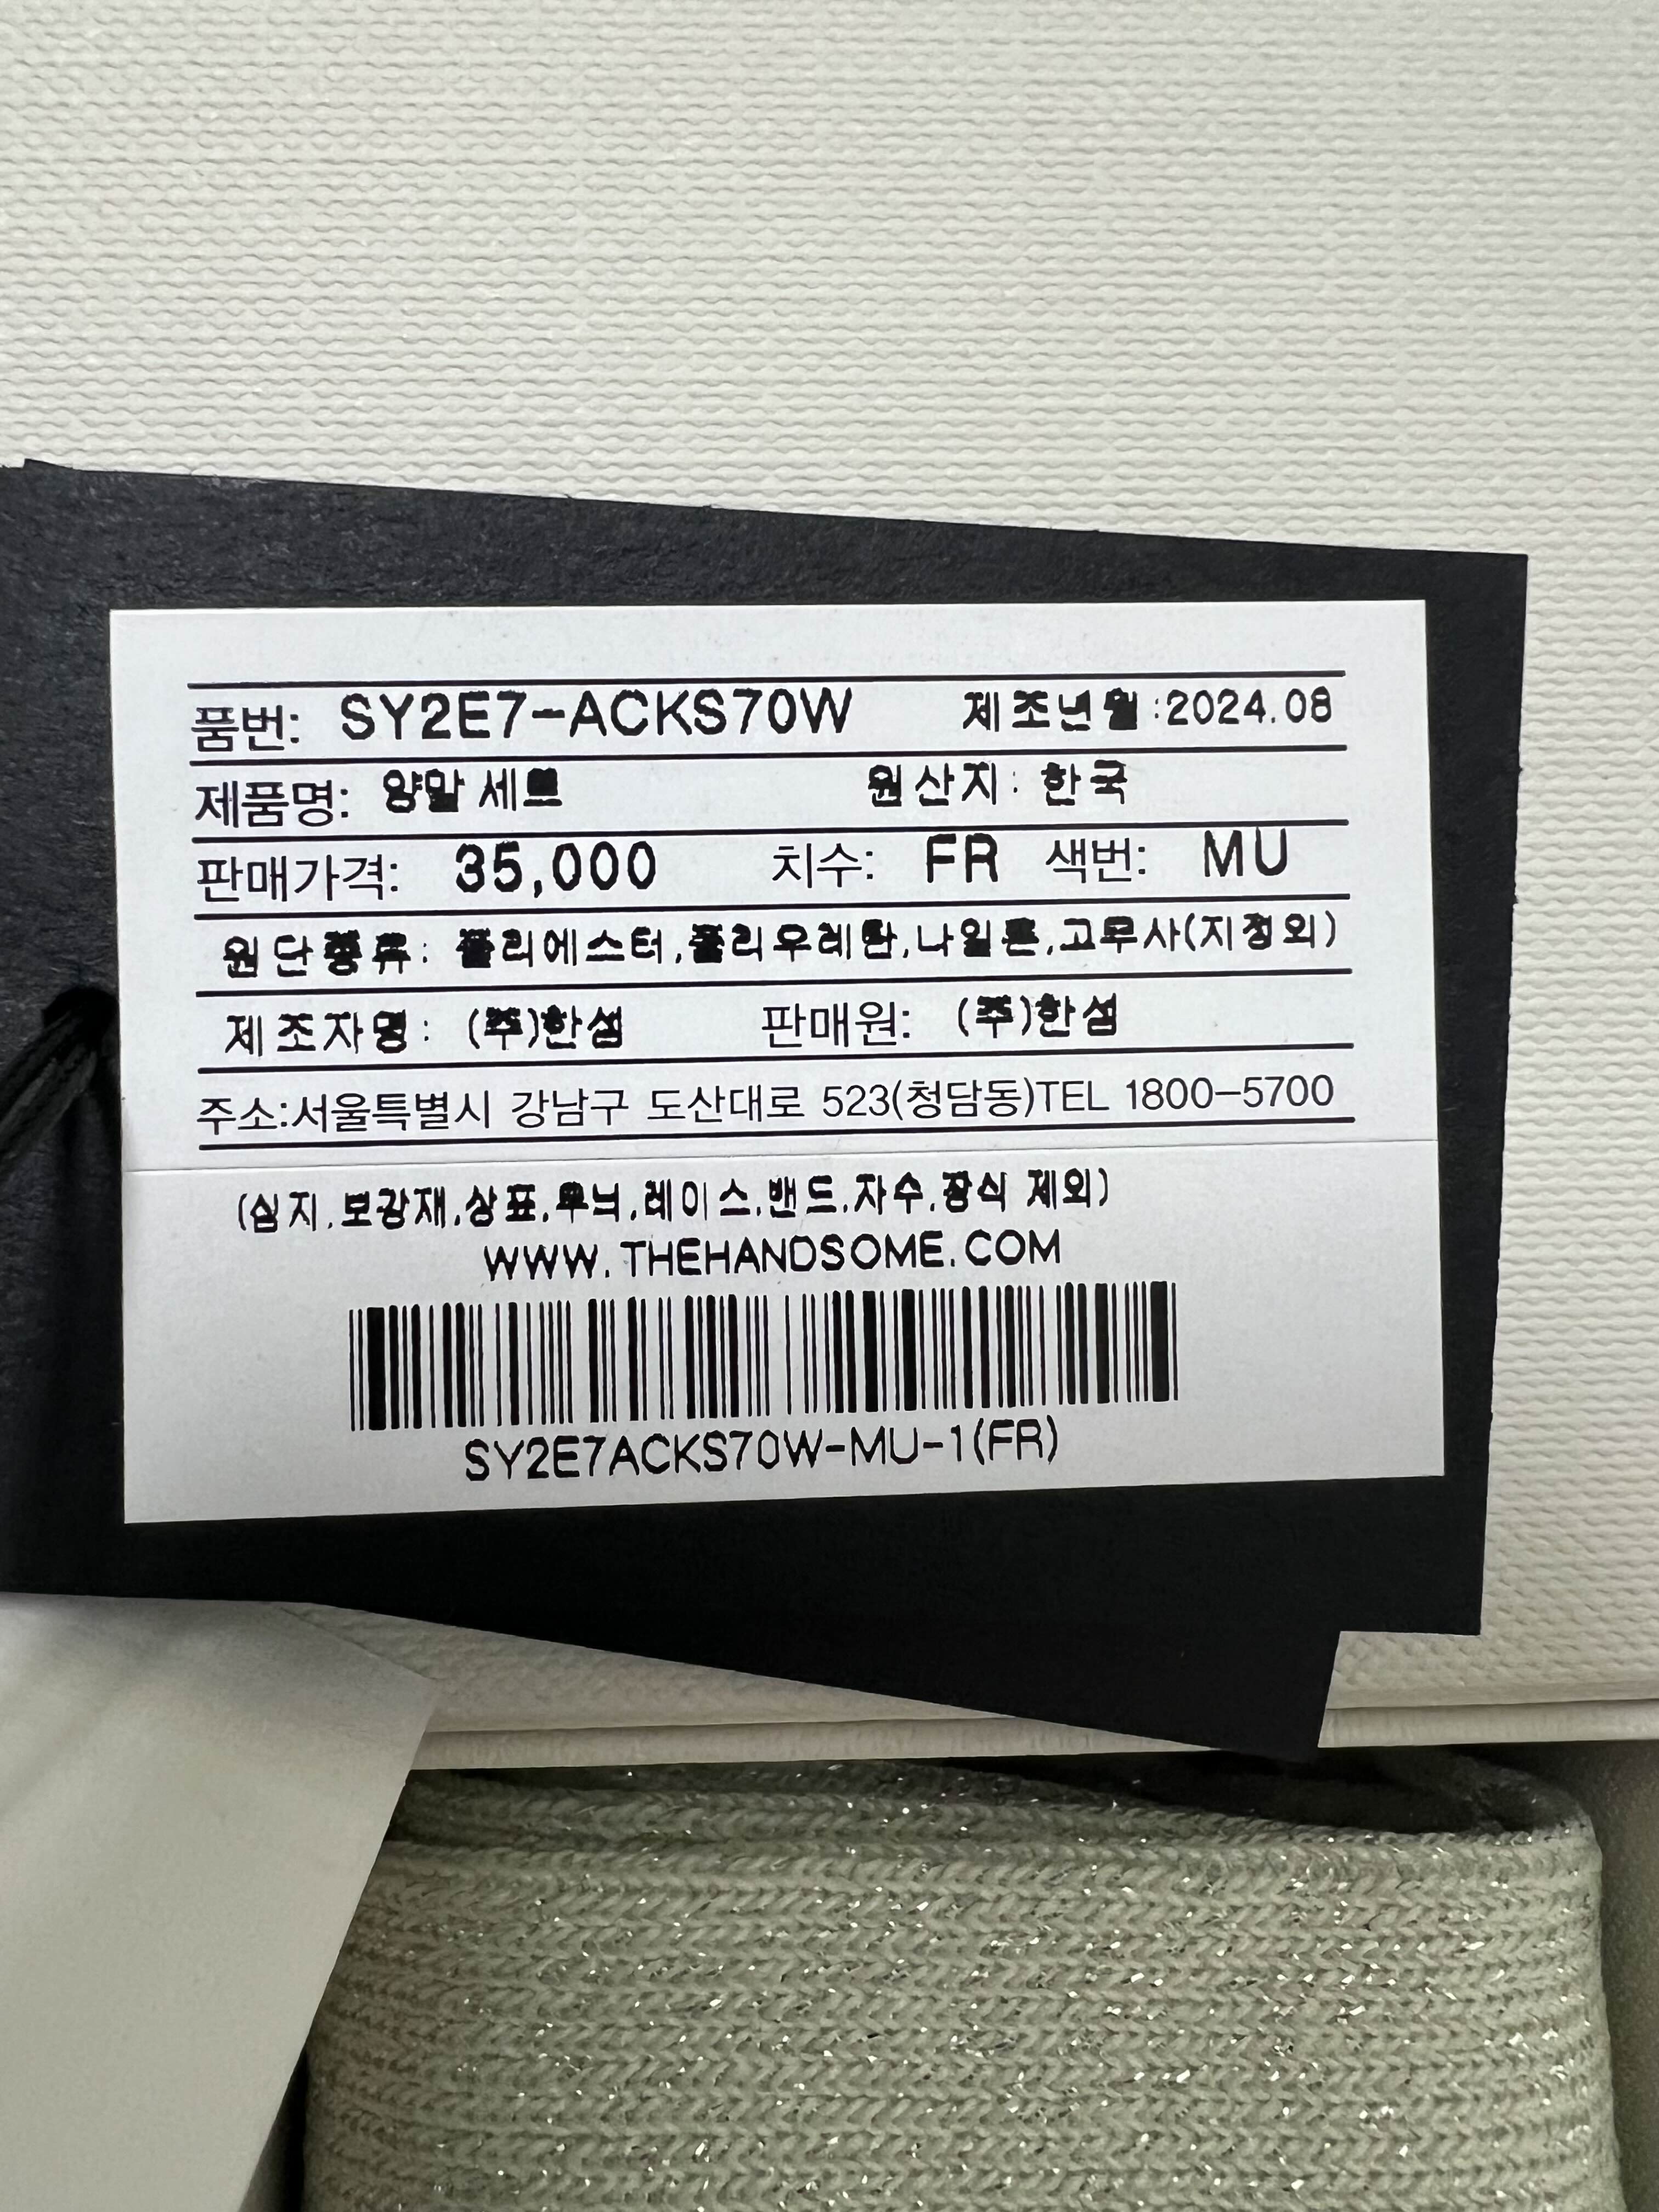 품번: SY2E7-ACKS70W 제조년월:2024.08
제품명: 양말세트 원산지: 한국
판매가격: 35,000 치수: FR 색번: MU
원단종류: 폴리에스터,폴리우레탄,나일론,고무사(지정외)
제조자명: (주)한섬 판매원: (주)한섬
주소:서울특별시 강남구 도산대로 523(청담동)TEL 1800-5700
(심지,보강재,상표,무늬,레이스,밴드,자수,장식 제외)
WWW.THEHANDSOME.COM
SY2E7ACKS70W-MU-1(FR)